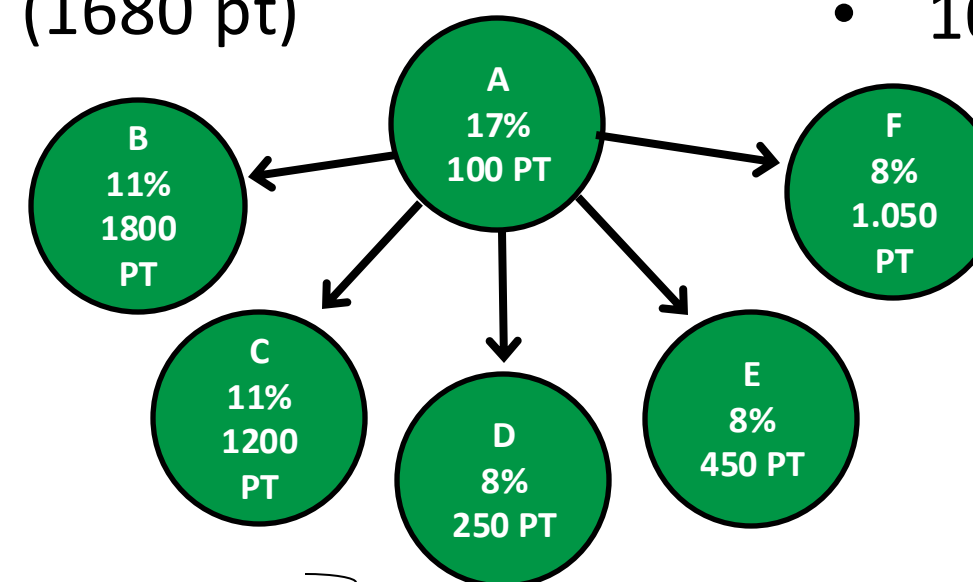 (1680 pt)
•
A
17%
100 PT
B
11%
1800
PT
F
8%
1.050
PT
C
11%
1200
PT
D
8%
250 PT
E
8%
450 PT